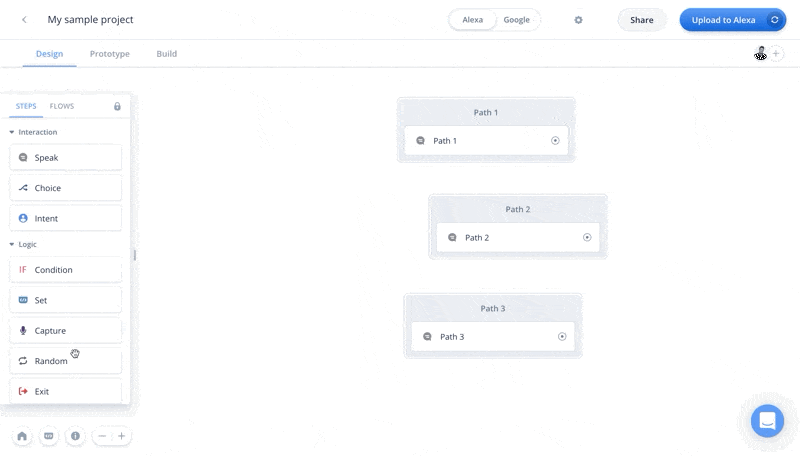 My sample project
Alexa
Google
Share
Upload to Alexa
Design
Prototype
Build
STEPS
FLOWS
Interaction
Speak
Choice
Intent
Logic
IF
Condition
Set
Capture
Random
Exit
Path 1
Path 1
Path 2
Path 2
Path 3
Path 3